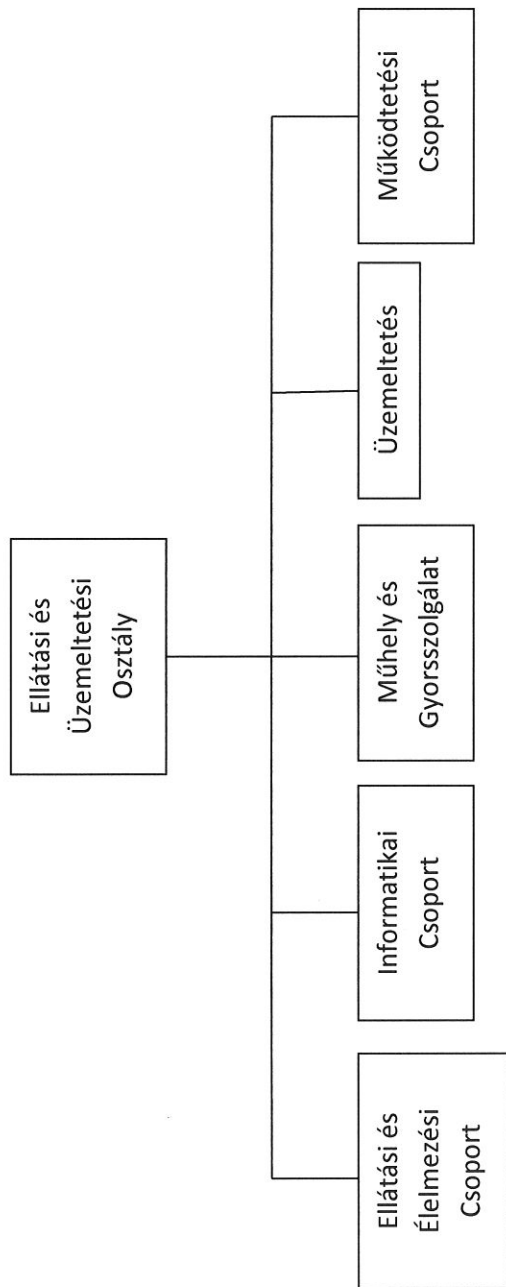 Ellátási és
Üzemeltetési
Osztály
Ellátási és
Élelmezési
Csoport
Informatikai
Csoport
Műhely és
Gyorsszolgálat
Üzemeltetés
Működtetési
Csoport